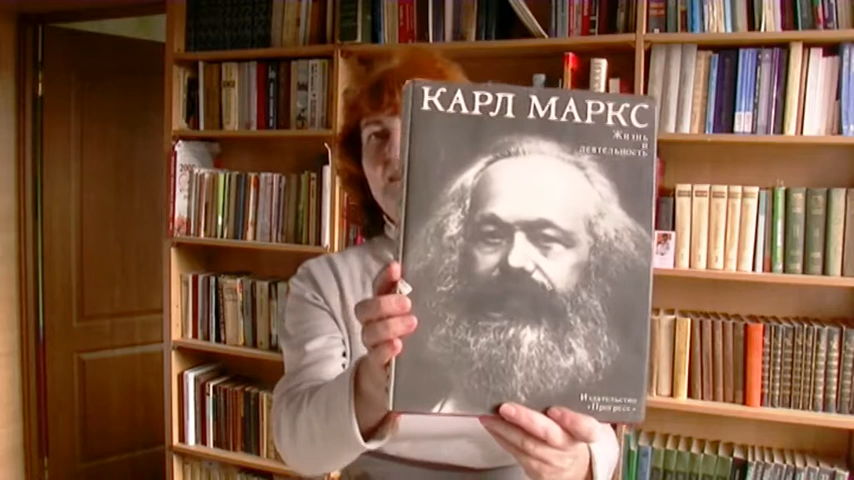 КАРЛ МАРКС
Жизнь
и
деятельность
Издательство
«Прогресс»